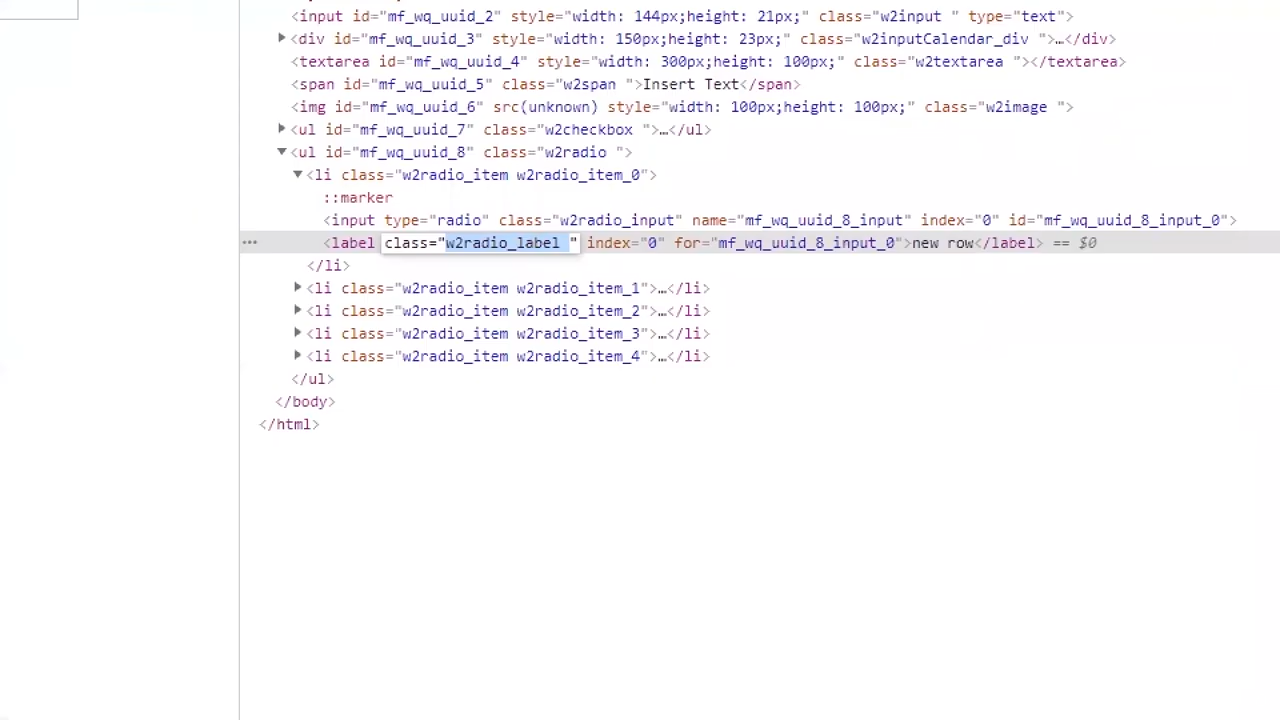 <input id="mf_wq_uuid_2" style="width: 144px;height: 21px;" class="w2input " type="text">
<div id="mf_wq_uuid_3" style="width: 150px;height: 23px;" class="w2inputCalendar_div ">…</div>
<textarea id="mf_wq_uuid_4" style="width: 300px;height: 100px;" class="w2textarea "></textarea>
<span id="mf_wq_uuid_5" class="w2span ">Insert Text</span>
<img id="mf_wq_uuid_6" src(unknown) style="width: 100px;height: 100px;" class="w2image ">
<ul id="mf_wq_uuid_7" class="w2checkbox ">…</ul>
<ul id="mf_wq_uuid_8" class="w2radio ">
<li class="w2radio_item w2radio_item_0">
::marker
<input type="radio" class="w2radio_input" name="mf_wq_uuid_8_input" index="0" id="mf_wq_uuid_8_input_0">
<label class="w2radio_label " index="0" for="mf_wq_uuid_8_input_0">new row</label> == $0
</li>
<li class="w2radio_item w2radio_item_1">…</li>
<li class="w2radio_item w2radio_item_2">…</li>
<li class="w2radio_item w2radio_item_3">…</li>
<li class="w2radio_item w2radio_item_4">…</li>
</ul>
</body>
</html>